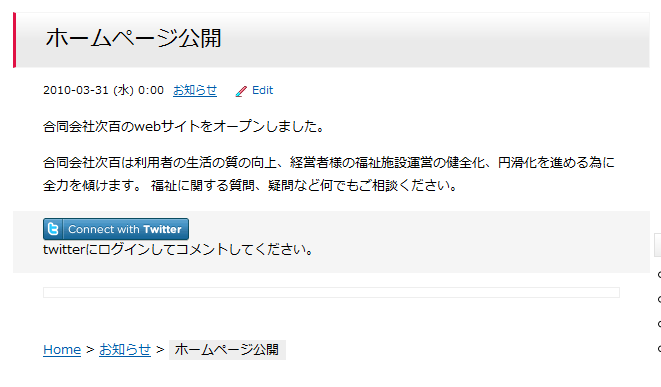 ホームページ公開
2010-03-31 (水) 0:00 お知らせ Edit
合同会社次百のwebサイトをオープンしました。
合同会社次百は利用者の生活の質の向上、経営者様の福祉施設運営の健全化、円滑化を進める為に
全力を傾けます。 福祉に関する質問、疑問など何でもご相談ください。
Connect with Twitter
twitterにログインしてコメントしてください。
Home > お知らせ > ホームページ公開